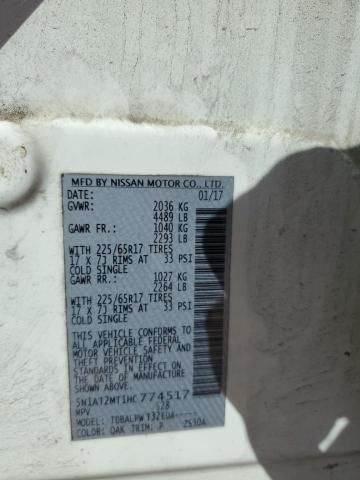 MFD BY NISSAN MOTOR CO., LTD.
DATE: 01/17
GVWR: 2036 KG
4489 LB
GAWR FR: 1040 KG
2293 LB
WITH 225/65R17 TIRES
17 X 7J RIMS AT 33 PSI
COLD SINGLE
GAWR RR.: 1027 KG
2264 LB
WITH 225/65R17 TIRES
17 X 7J RIMS AT 33 PSI
COLD SINGLE
THIS VEHICLE CONFORMS
TO ALL APPLICABLE FEDERAL
MOTOR VEHICLE SAFETY
STANDARDS IN EFFECT ON
THE DATE OF MANUFACTURE
SHOWN ABOVE.
5N1AT2MT1HC774517
MPV S28
MODEL:
COLOR: QAK TRIM: P 2530A